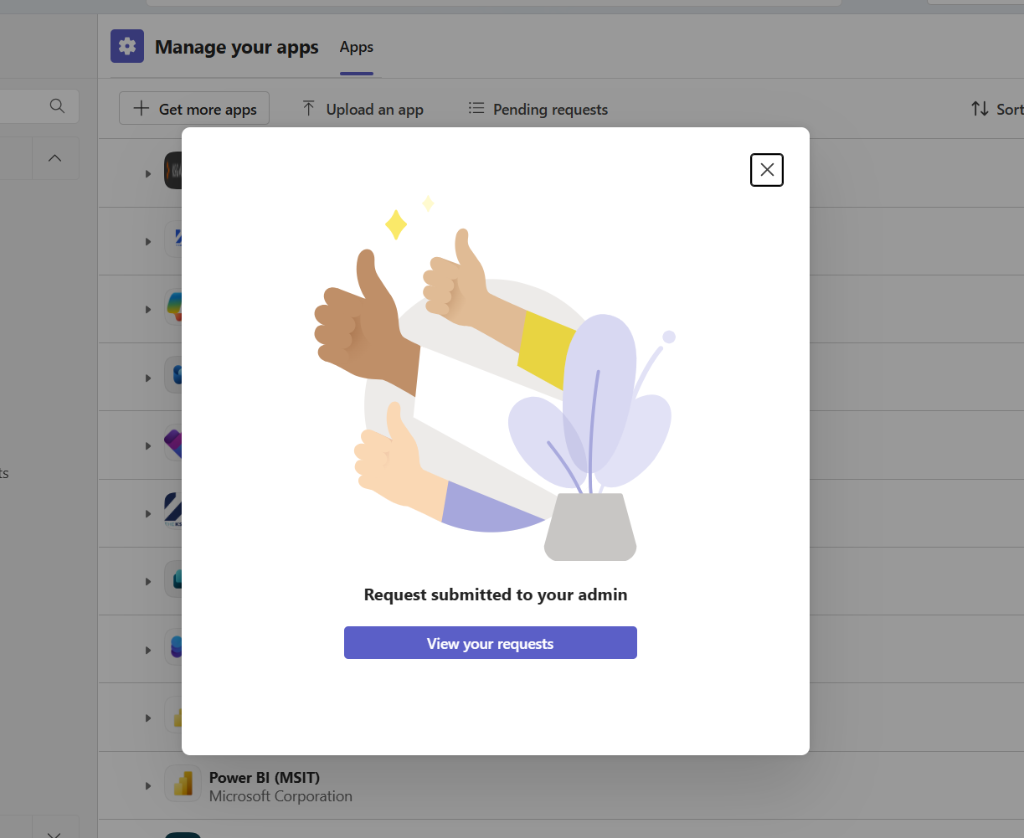 Manage your apps Apps
Get more apps Upload an app Pending requests Sort
ts
Request submitted to your admin
View your requests
Power BI (MSIT)
Microsoft Corporation